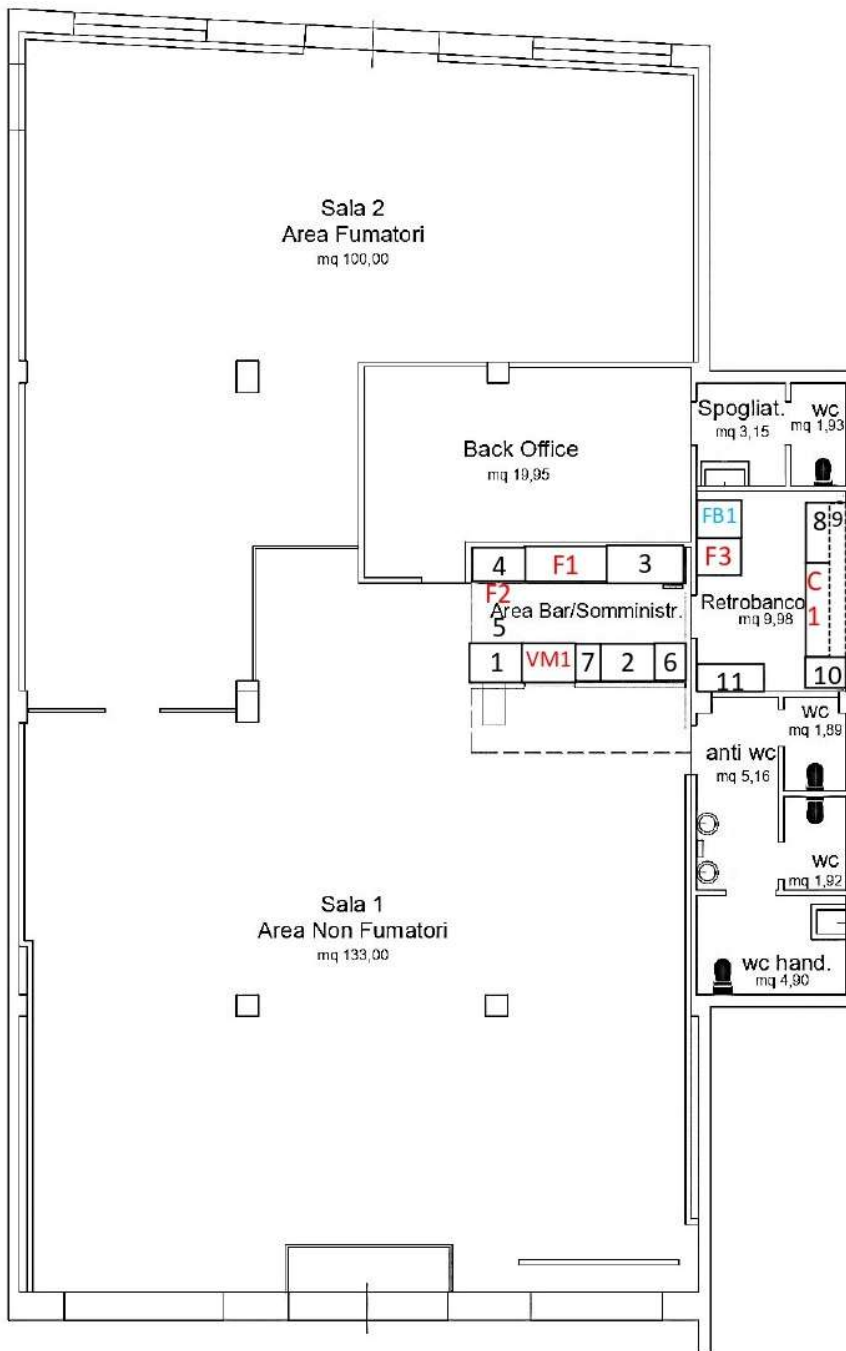 Sala 2
Area Fumatori
mq 100,00
Spogliat.
mq 3,15
wc
mq 1,93
Back Office
mq 19,95
FB1
8
9
F3
4
F1
3
F2
5
Area Bar/Somministr.
C
1
Retrobanco
mq 9,98
1
VM1
7
2
6
11
10
wc
mq 1,89
anti wc
mq 5,16
wc
mq 1,92
Sala 1
Area Non Fumatori
mq 133,00
wc hand.
mq 4,90